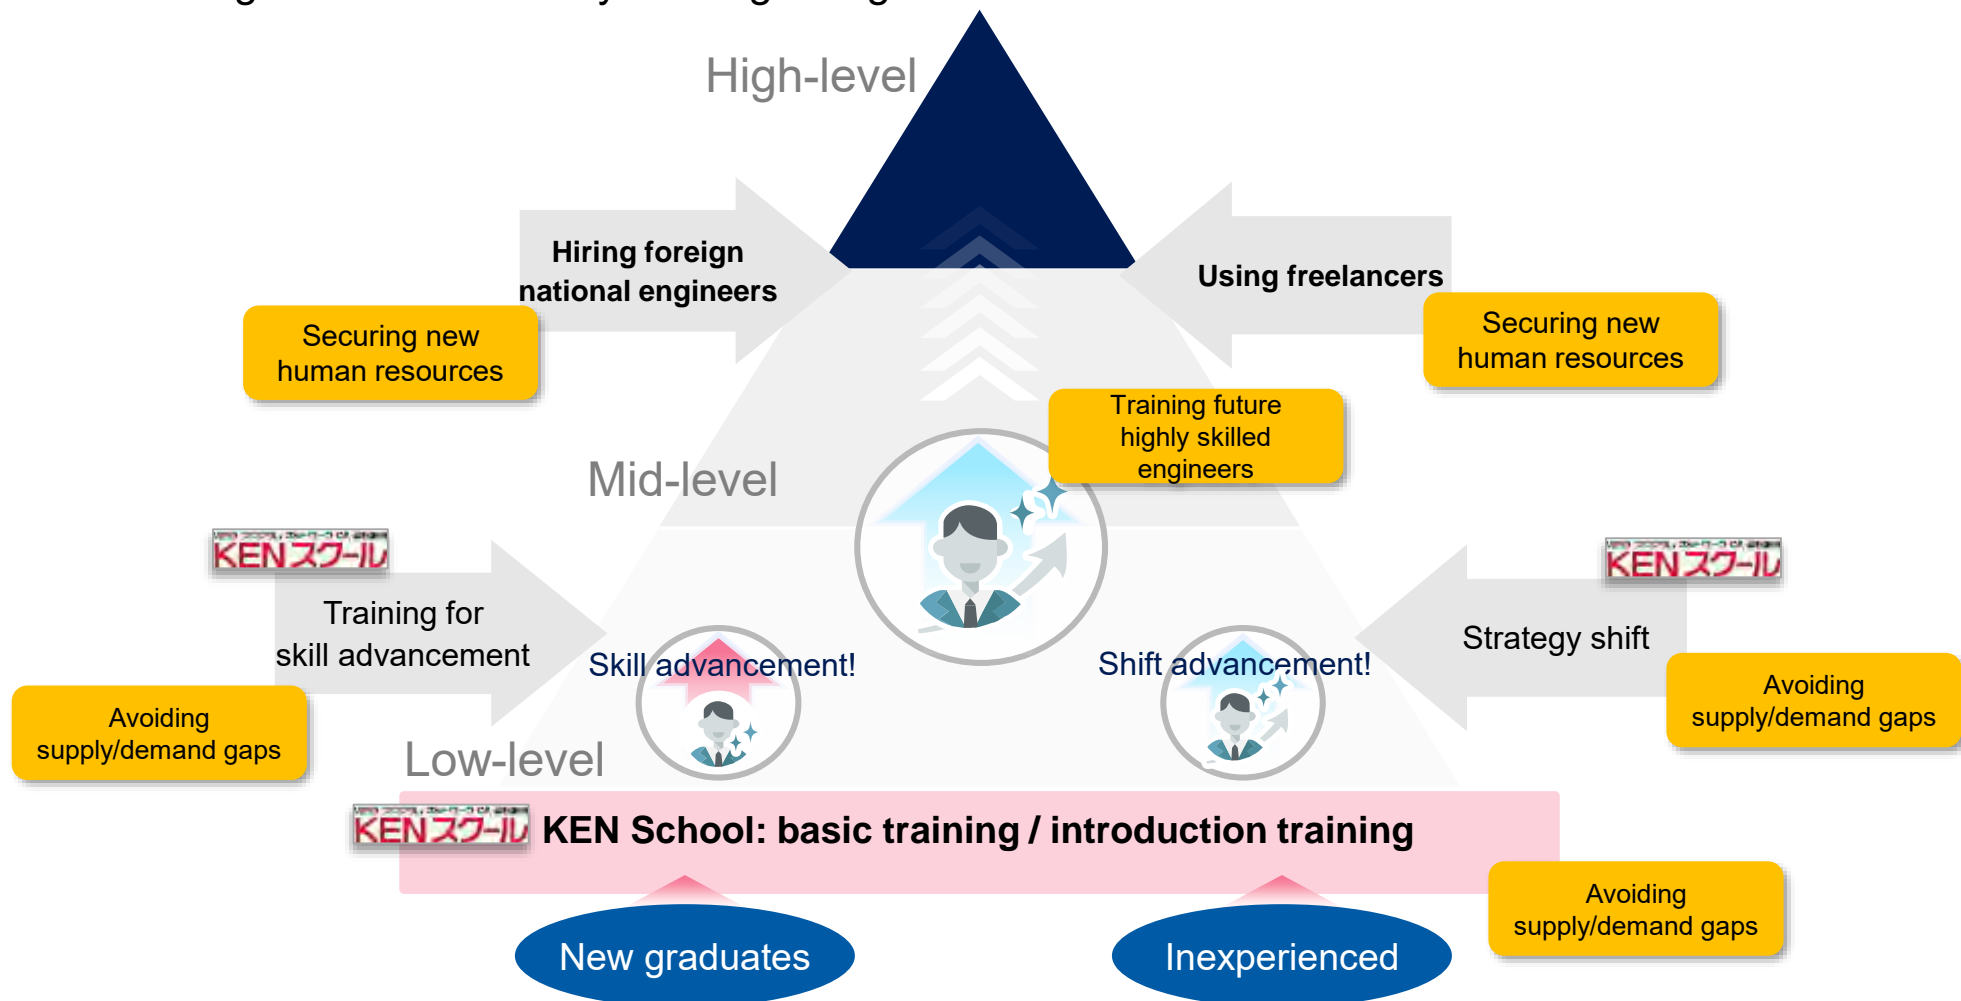 High-level
Hiring foreign
national engineers
Using freelancers
Securing new
human resources
Securing new
human resources
Training future
highly skilled
engineers
Mid-level
KENスクール
KENスクール
Training for
skill advancement
Strategy shift
Skill advancement!
Shift advancement!
Avoiding
supply/demand gaps
Avoiding
supply/demand gaps
Low-level
KENスクール
KEN School: basic training / introduction training
Avoiding
supply/demand gaps
New graduates
Inexperienced